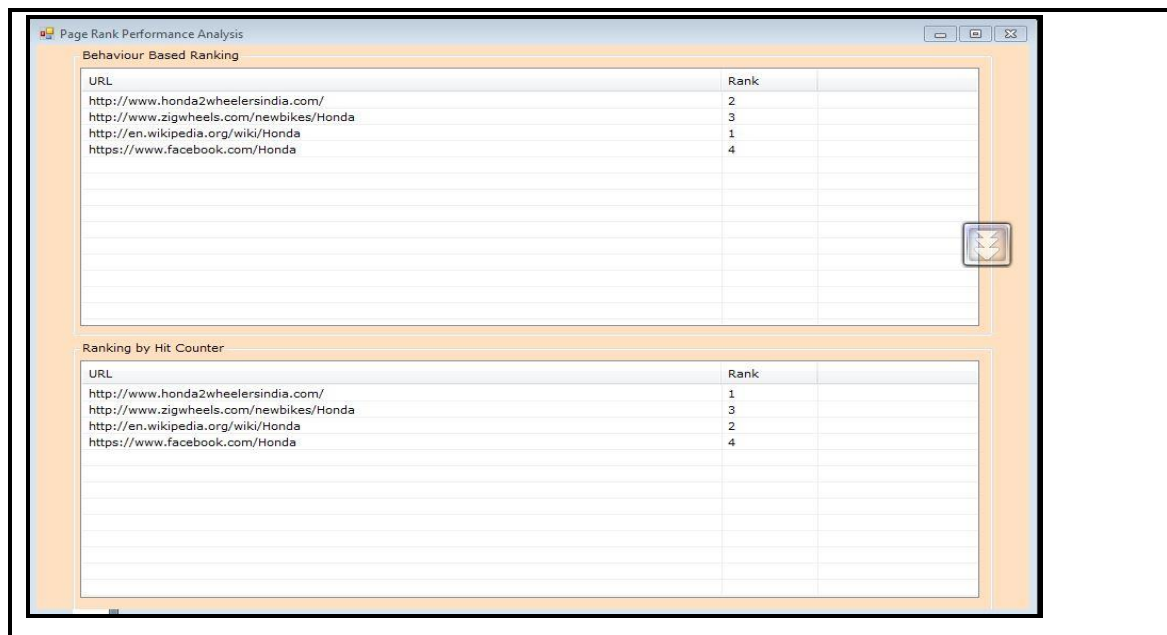 Page Rank Performance Analysis
Behaviour Based Ranking
URL Rank
http://www.honda2wheelersindia.com/ 2
http://www.zigwheels.com/newbikes/Honda 3
http://en.wikipedia.org/wiki/Honda 1
https://www.facebook.com/Honda 4
Ranking by Hit Counter
URL Rank
http://www.honda2wheelersindia.com/ 1
http://www.zigwheels.com/newbikes/Honda 3
http://en.wikipedia.org/wiki/Honda 2
https://www.facebook.com/Honda 4